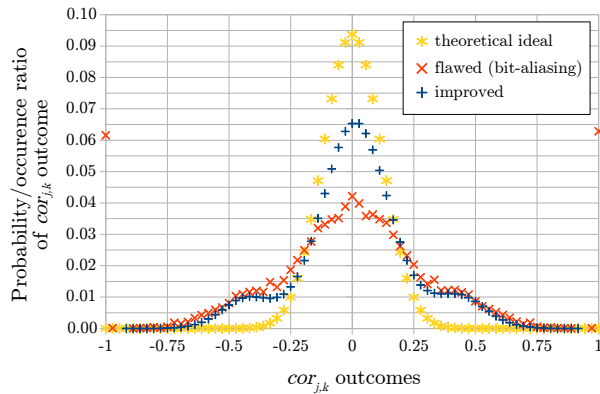 0.10
0.09
0.08
0.07
0.06
0.05
0.04
0.03
0.02
0.01
0.00
Probability/occurence ratio
of cor_{j,k} outcome
theoretical ideal
flawed (bit-aliasing)
improved
-1 -0.75 -0.5 -0.25 0 0.25 0.5 0.75 1
cor_{j,k} outcomes